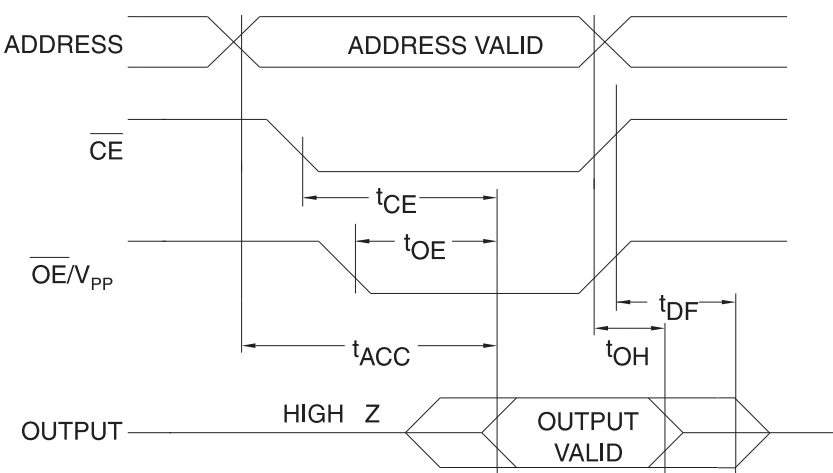 ADDRESS ADDRESS VALID
CE
tCE
tOE
OE/VPP
tDF
tACC
tOH
HIGH Z
OUTPUT
OUTPUT
VALID